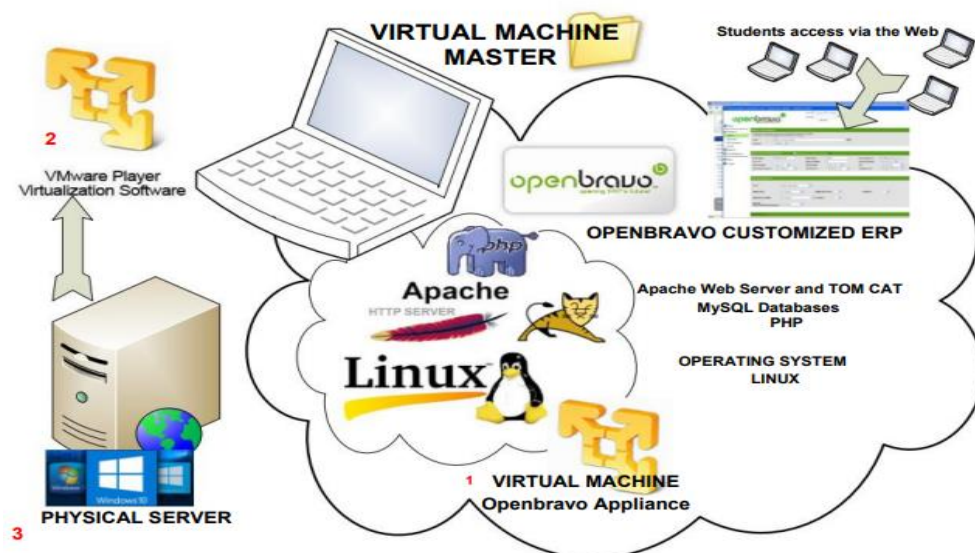 VIRTUAL MACHINE
MASTER
Students access via the Web
2
VMware Player
Virtualization Software
openbravo
openbravo
OPENBRAVO CUSTOMIZED ERP
php
Apache
HTTP SERVER
Apache Web Server and TOM CAT
MySQL Databases
PHP
Linux
OPERATING SYSTEM
LINUX
Windows 10
1 VIRTUAL MACHINE
Openbravo Appliance
PHYSICAL SERVER
3